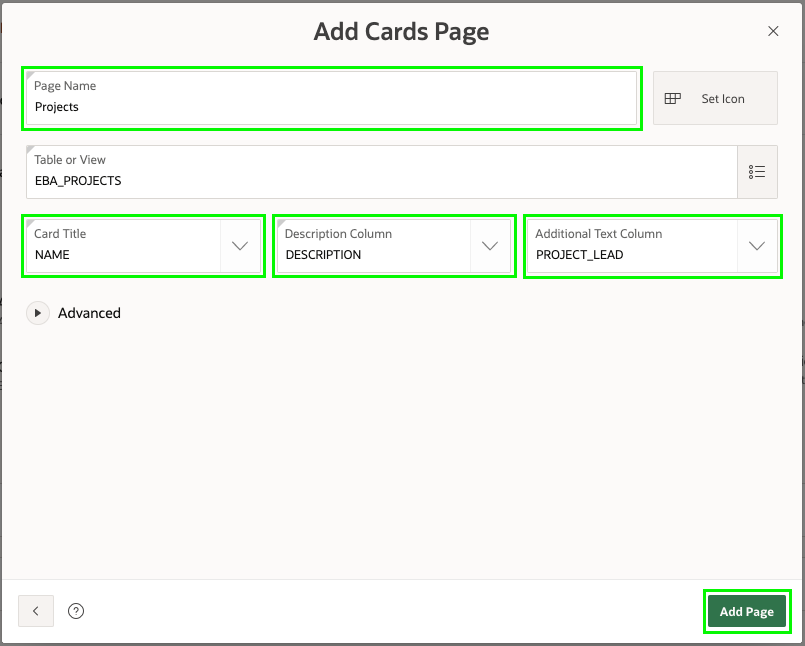 Add Cards Page
Page Name
Projects
Set Icon
Table or View
EBA_PROJECTS
Card Title
NAME
Description Column
DESCRIPTION
Additional Text Column
PROJECT_LEAD
Advanced
?
Add Page